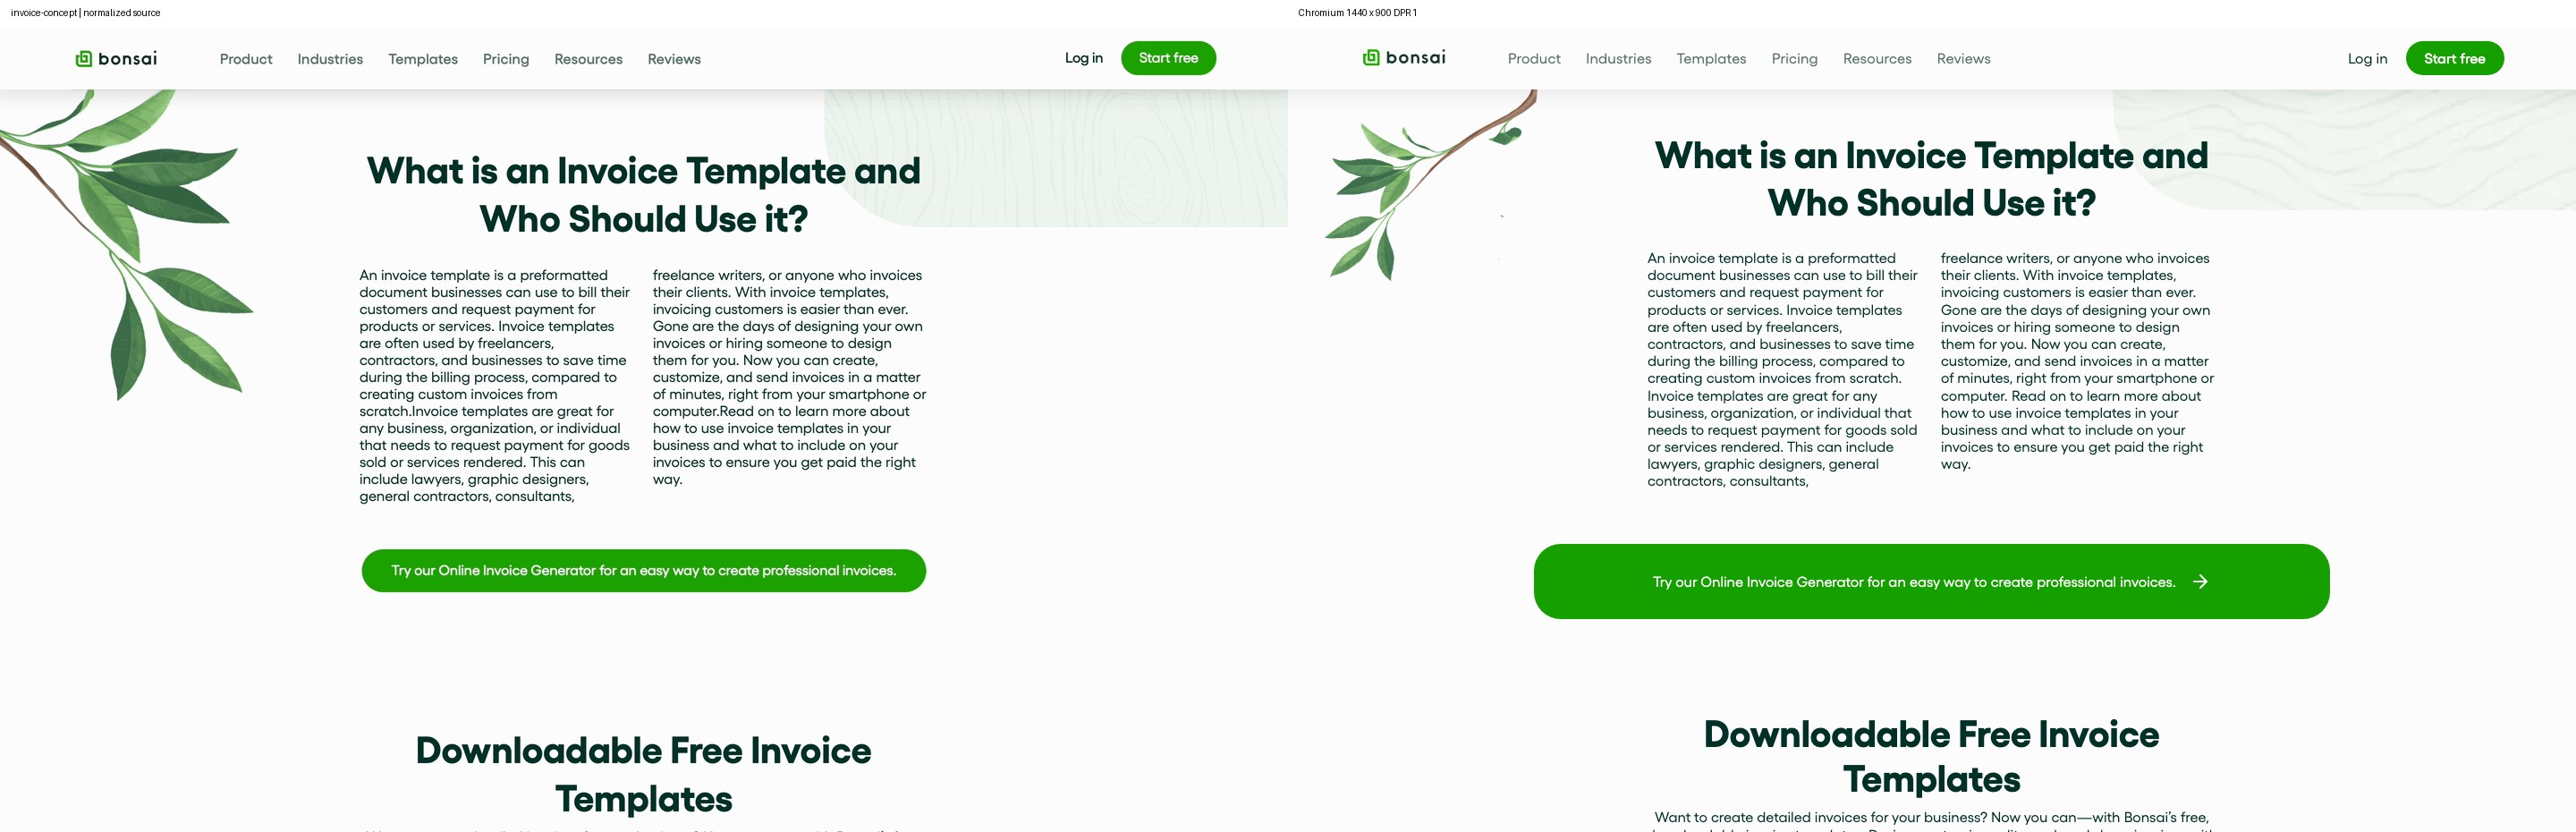 invoice-concept | normalized source
Chromium 1440 x 900 DPR 1
bonsai
Product Industries Templates Pricing Resources Reviews
Log in
Start free
What is an Invoice Template and
Who Should Use it?
An invoice template is a preformatted
document businesses can use to bill their
customers and request payment for
products or services. Invoice templates
are often used by freelancers,
contractors, and businesses to save time
during the billing process, compared to
creating custom invoices from
scratch.Invoice templates are great for
any business, organization, or individual
that needs to request payment for goods
sold or services rendered. This can
include lawyers, graphic designers,
general contractors, consultants,
freelance writers, or anyone who invoices
their clients. With invoice templates,
invoicing customers is easier than ever.
Gone are the days of designing your own
invoices or hiring someone to design
them for you. Now you can create,
customize, and send invoices in a matter
of minutes, right from your smartphone or
computer.Read on to learn more about
how to use invoice templates in your
business and what to include on your
invoices to ensure you get paid the right
way.
Try our Online Invoice Generator for an easy way to create professional invoices.
Downloadable Free Invoice
Templates
bonsai
Product Industries Templates Pricing Resources Reviews
Log in
Start free
What is an Invoice Template and
Who Should Use it?
An invoice template is a preformatted
document businesses can use to bill their
customers and request payment for
products or services. Invoice templates
are often used by freelancers,
contractors, and businesses to save time
during the billing process, compared to
creating custom invoices from scratch.
Invoice templates are great for any
business, organization, or individual that
needs to request payment for goods sold
or services rendered. This can include
lawyers, graphic designers, general
contractors, consultants,
freelance writers, or anyone who invoices
their clients. With invoice templates,
invoicing customers is easier than ever.
Gone are the days of designing your own
invoices or hiring someone to design
them for you. Now you can create,
customize, and send invoices in a matter
of minutes, right from your smartphone or
computer. Read on to learn more about
how to use invoice templates in your
business and what to include on your
invoices to ensure you get paid the right
way.
Try our Online Invoice Generator for an easy way to create professional invoices.
Downloadable Free Invoice
Templates
Want to create detailed invoices for your business? Now you can—with Bonsai's free,